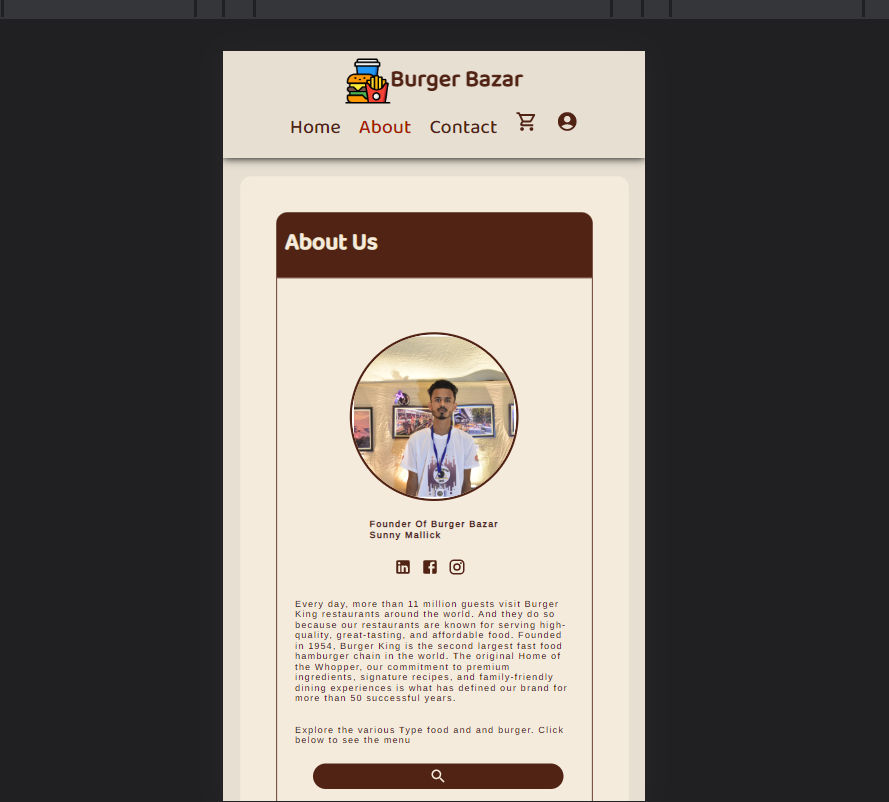 Burger Bazar
Home About Contact
About Us
Founder Of Burger Bazar
Sunny Mallick
Every day, more than 11 million guests visit Burger
King restaurants around the world. And they do so
because our restaurants are known for serving high-
quality, great-tasting, and affordable food. Founded
in 1954, Burger King is the second largest fast food
hamburger chain in the world. The original Home of
the Whopper, our commitment to premium
ingredients, signature recipes, and family-friendly
dining experiences is what has defined our brand for
more than 50 successful years.
Explore the various Type food and and burger. Click
below to see the menu